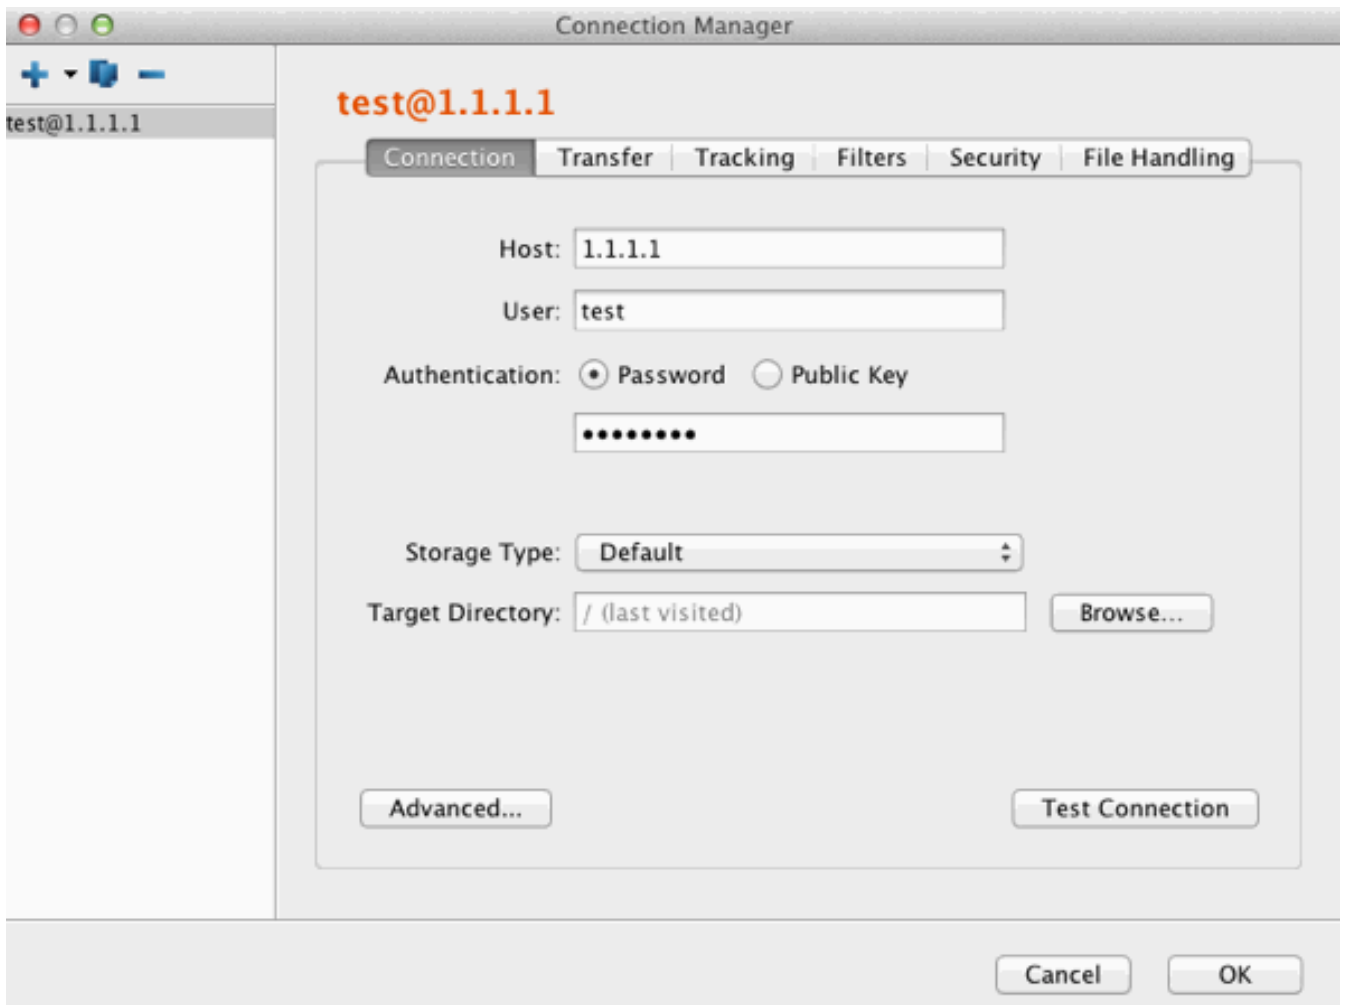 Connection Manager
test@1.1.1.1
test@1.1.1.1
Connection Transfer Tracking Filters Security File Handling
Host: 1.1.1.1
User: test
Authentication: Password Public Key
••••••••
Storage Type: Default
Target Directory: / (last visited) Browse...
Advanced... Test Connection
Cancel OK